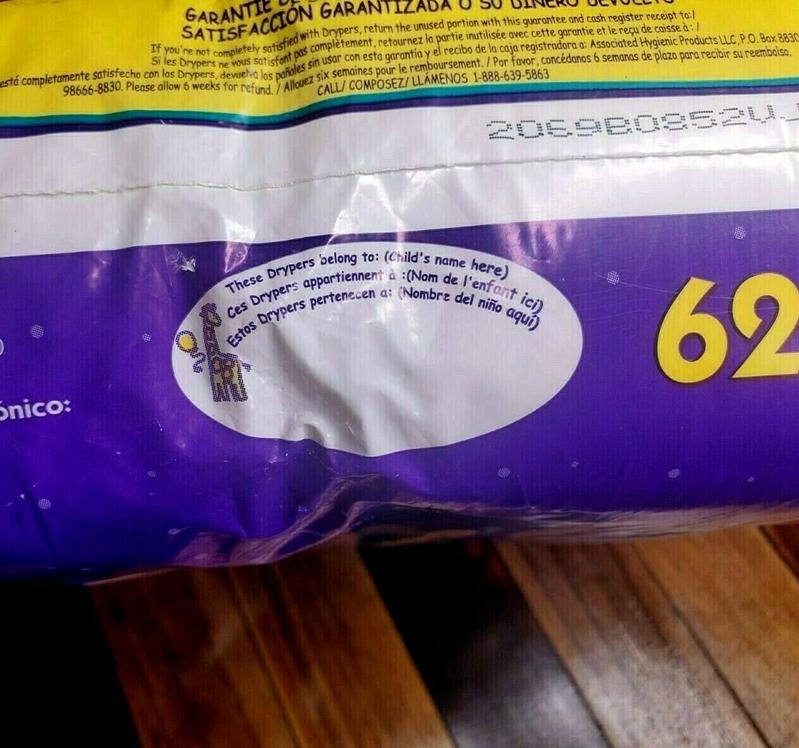 GARANTIE DE
SATISFACCIÓN GARANTIZADA O SU DINERO DEVUELTO
If you're not completely satisfied with Drypers, return the unused portion with this guarantee and cash register receipt to:/
Si les Drypers ne vous satisfont pas complètement, retournez la partie inutilisée avec cette garantie et le reçu de caisse à: /
está completamente satisfecho con los Drypers, devuelva los pañales sin usar con esta garantía y el recibo de la caja registradora a: Associated Hygienic Products LLC, P.O. Box 8830
98666-8830. Please allow 6 weeks for refund. / Allouez six semaines pour le remboursement. / Por favor, concédanos 6 semanas de plazo para recibir su reembolso.
CALL/ COMPOSEZ/ LLÁMENOS 1-888-639-5863
2069B0852UJ
These Drypers belong to: (Child's name here)
Ces Drypers appartiennent à :(Nom de l'enfant ici)
Estos Drypers pertenecen a: (Nombre del niño aquí)
62
ónico: